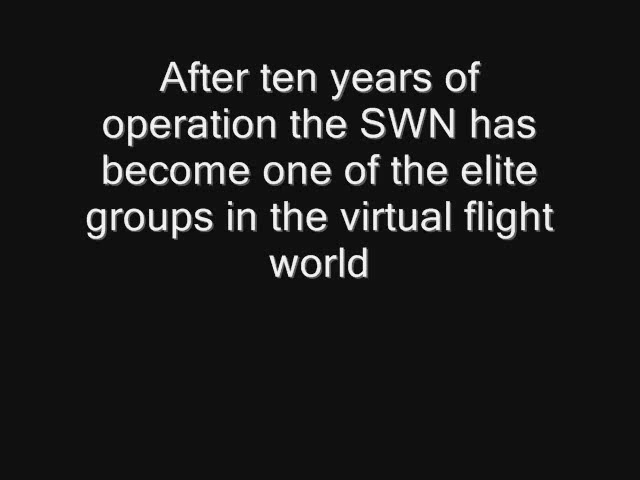 After ten years of
operation the SWN has
become one of the elite
groups in the virtual flight
world